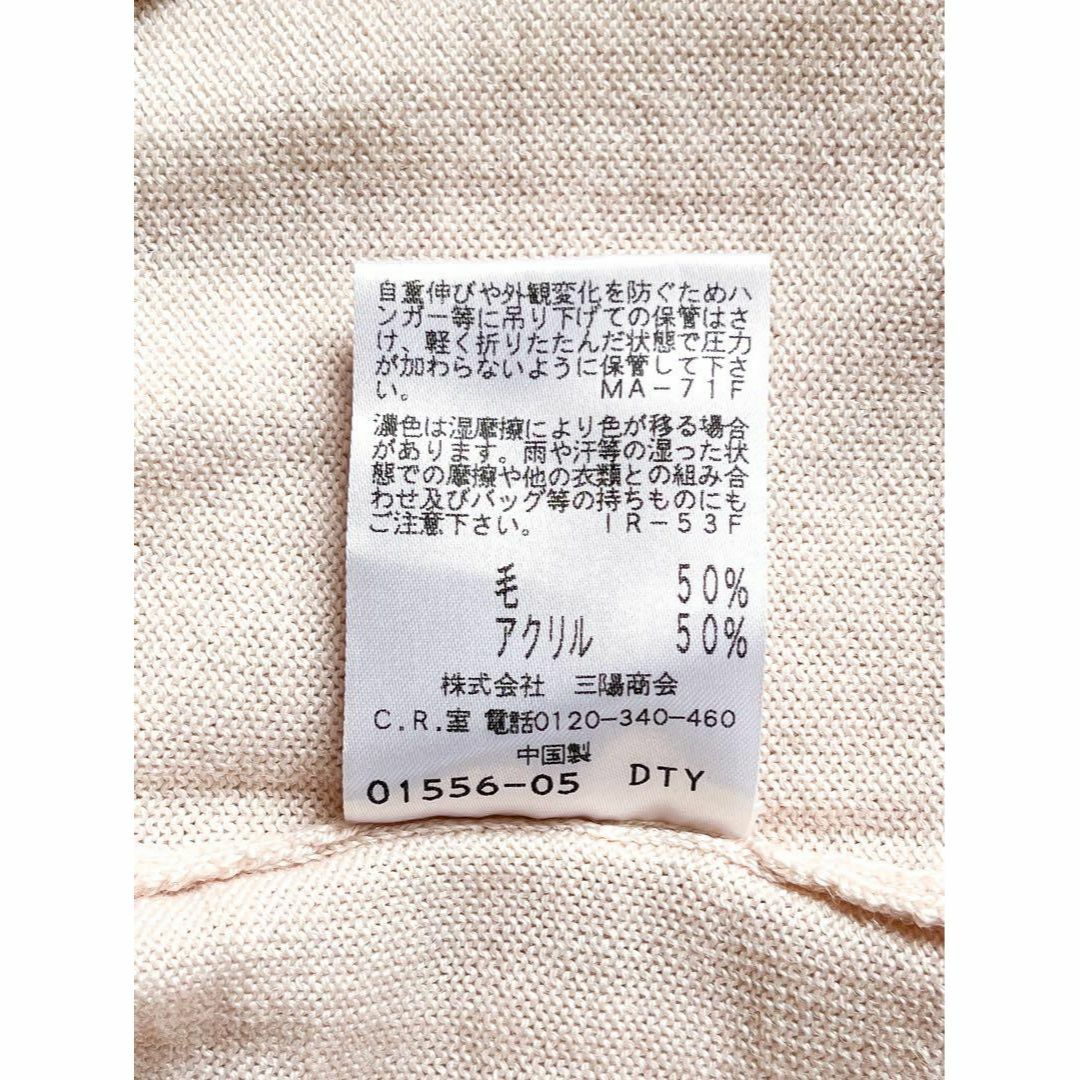 自重伸びや外観変化を防ぐためハ
ンガー等に吊り下げての保管はさ
け、軽く折りたたんだ状態で圧力
が加わらないように保管して下さ
い。 MA-71F
濃色は湿摩擦により色が移る場合
があります。雨や汗等の湿った状
態での摩擦や他の衣類との組み合
わせ及びバッグ等の持ちものにも
ご注意下さい。 IR-53F
毛 50%
アクリル 50%
株式会社 三陽商会
C.R.室 電話0120-340-460
中国製
01556-05 DTY